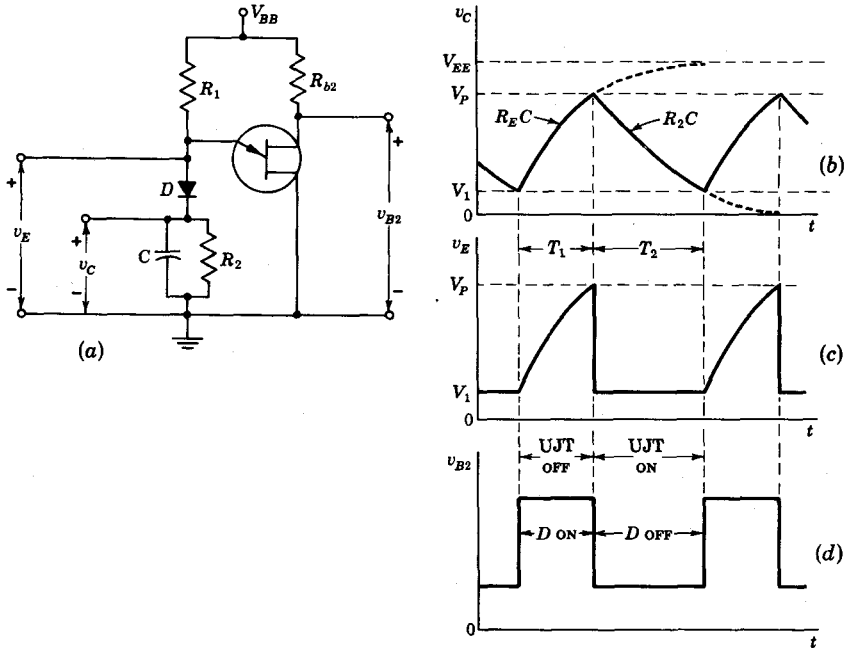 V_BB
R_1
R_b2
D
+
v_E
−
+
v_C
−
C
R_2
+
v_B2
−
(a)
v_C
V_EE
V_P
R_EC
R_2C
V_1
0
t
(b)
v_E
T_1
T_2
V_P
V_1
0
t
(c)
v_B2
UJT OFF
UJT ON
D ON
D OFF
0
t
(d)